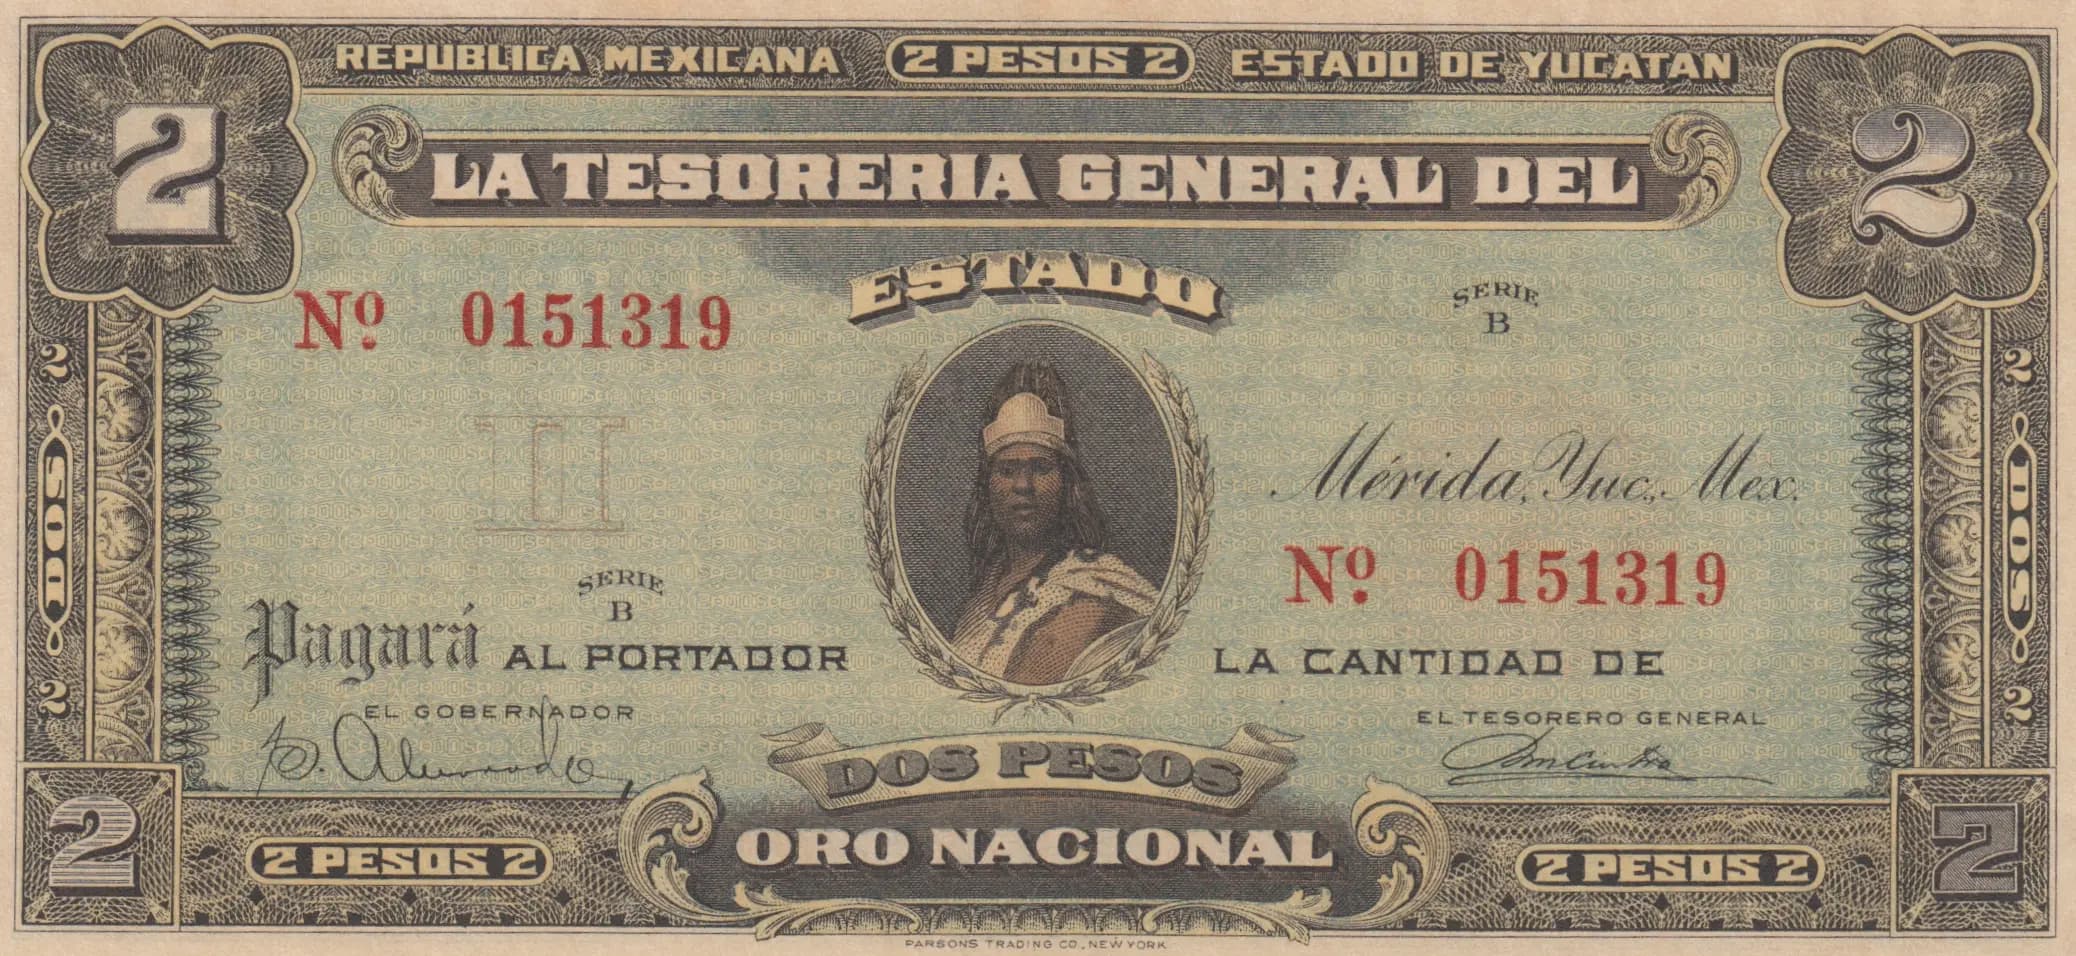 REPUBLICA MEXICANA 2 PESOS 2 ESTADO DE YUCATAN
2 2
LA TESORERIA GENERAL DEL
ESTADO
Nº 0151319
SERIE
B
II
Mérida, Yuc., Mex.
Nº 0151319
SERIE
B
Pagará AL PORTADOR
LA CANTIDAD DE
EL GOBERNADOR
EL TESORERO GENERAL
2 DOS 2
2 DOS 2
DOS PESOS
ORO NACIONAL
2 2 PESOS 2
2 PESOS 2 2
PARSONS TRADING CO., NEW YORK